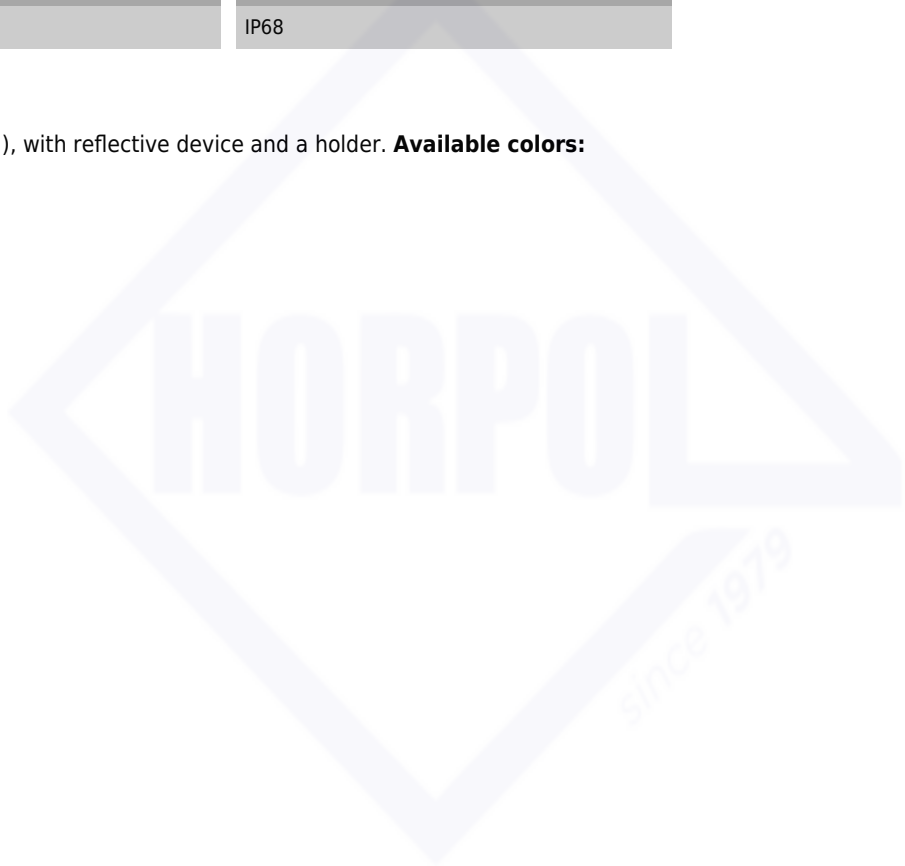 IP68
), with reflective device and a holder. Available colors:
HORPOL
since 1979